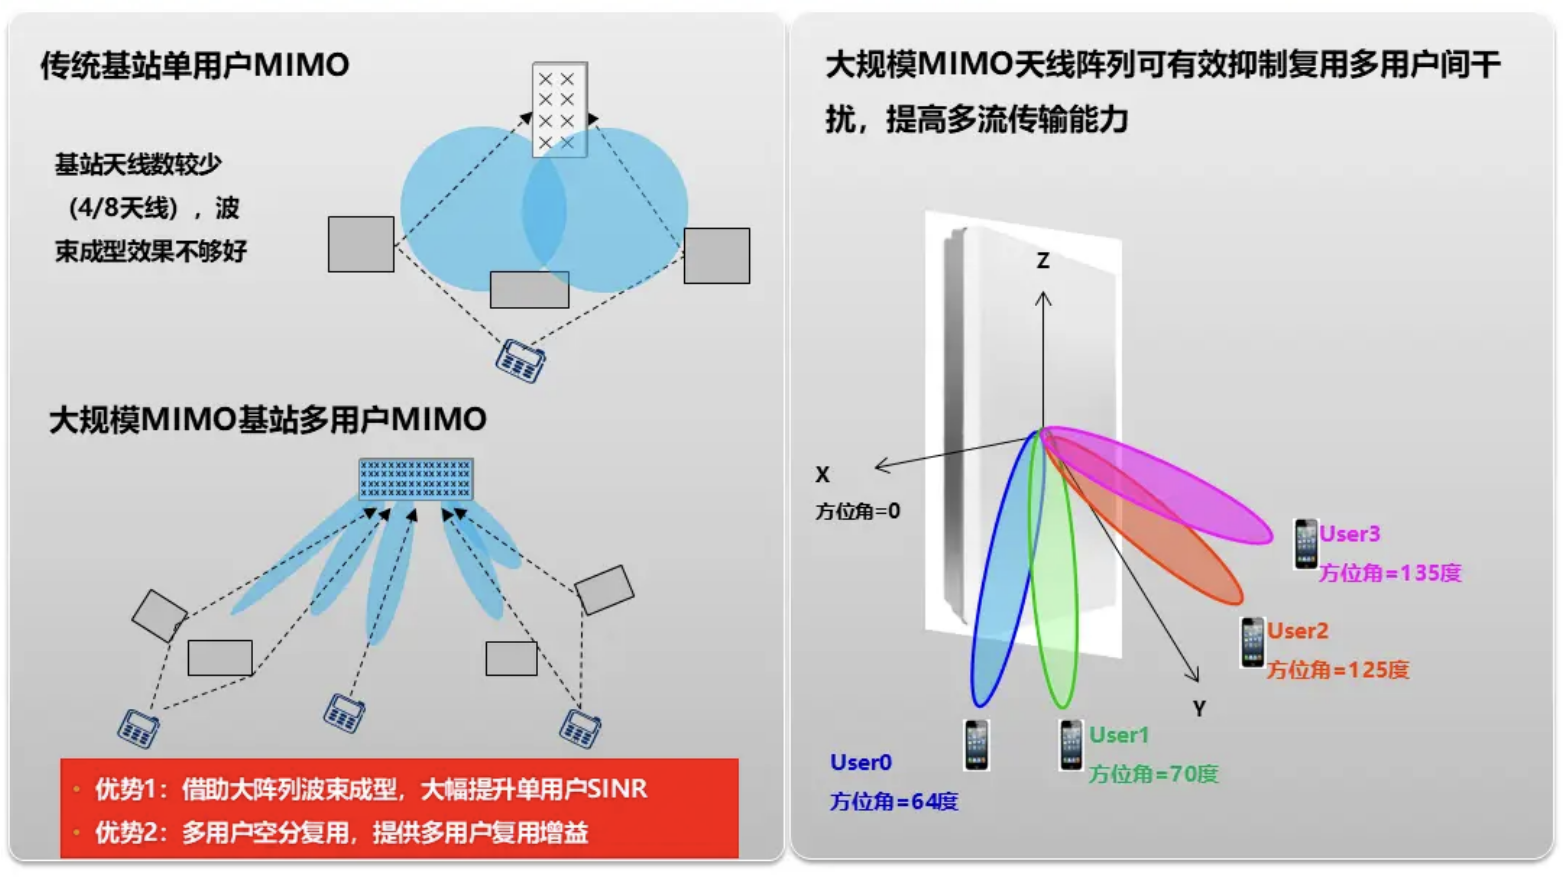 传统基站单用户MIMO
基站天线数较少
（4/8天线），波
束成型效果不够好
大规模MIMO基站多用户MIMO
· 优势1：借助大阵列波束成型，大幅提升单用户SINR
· 优势2：多用户空分复用，提供多用户复用增益
大规模MIMO天线阵列可有效抑制复用多用户间干
扰，提高多流传输能力
Z
X
方位角=0
Y
User3
方位角=135度
User2
方位角=125度
User1
方位角=70度
User0
方位角=64度